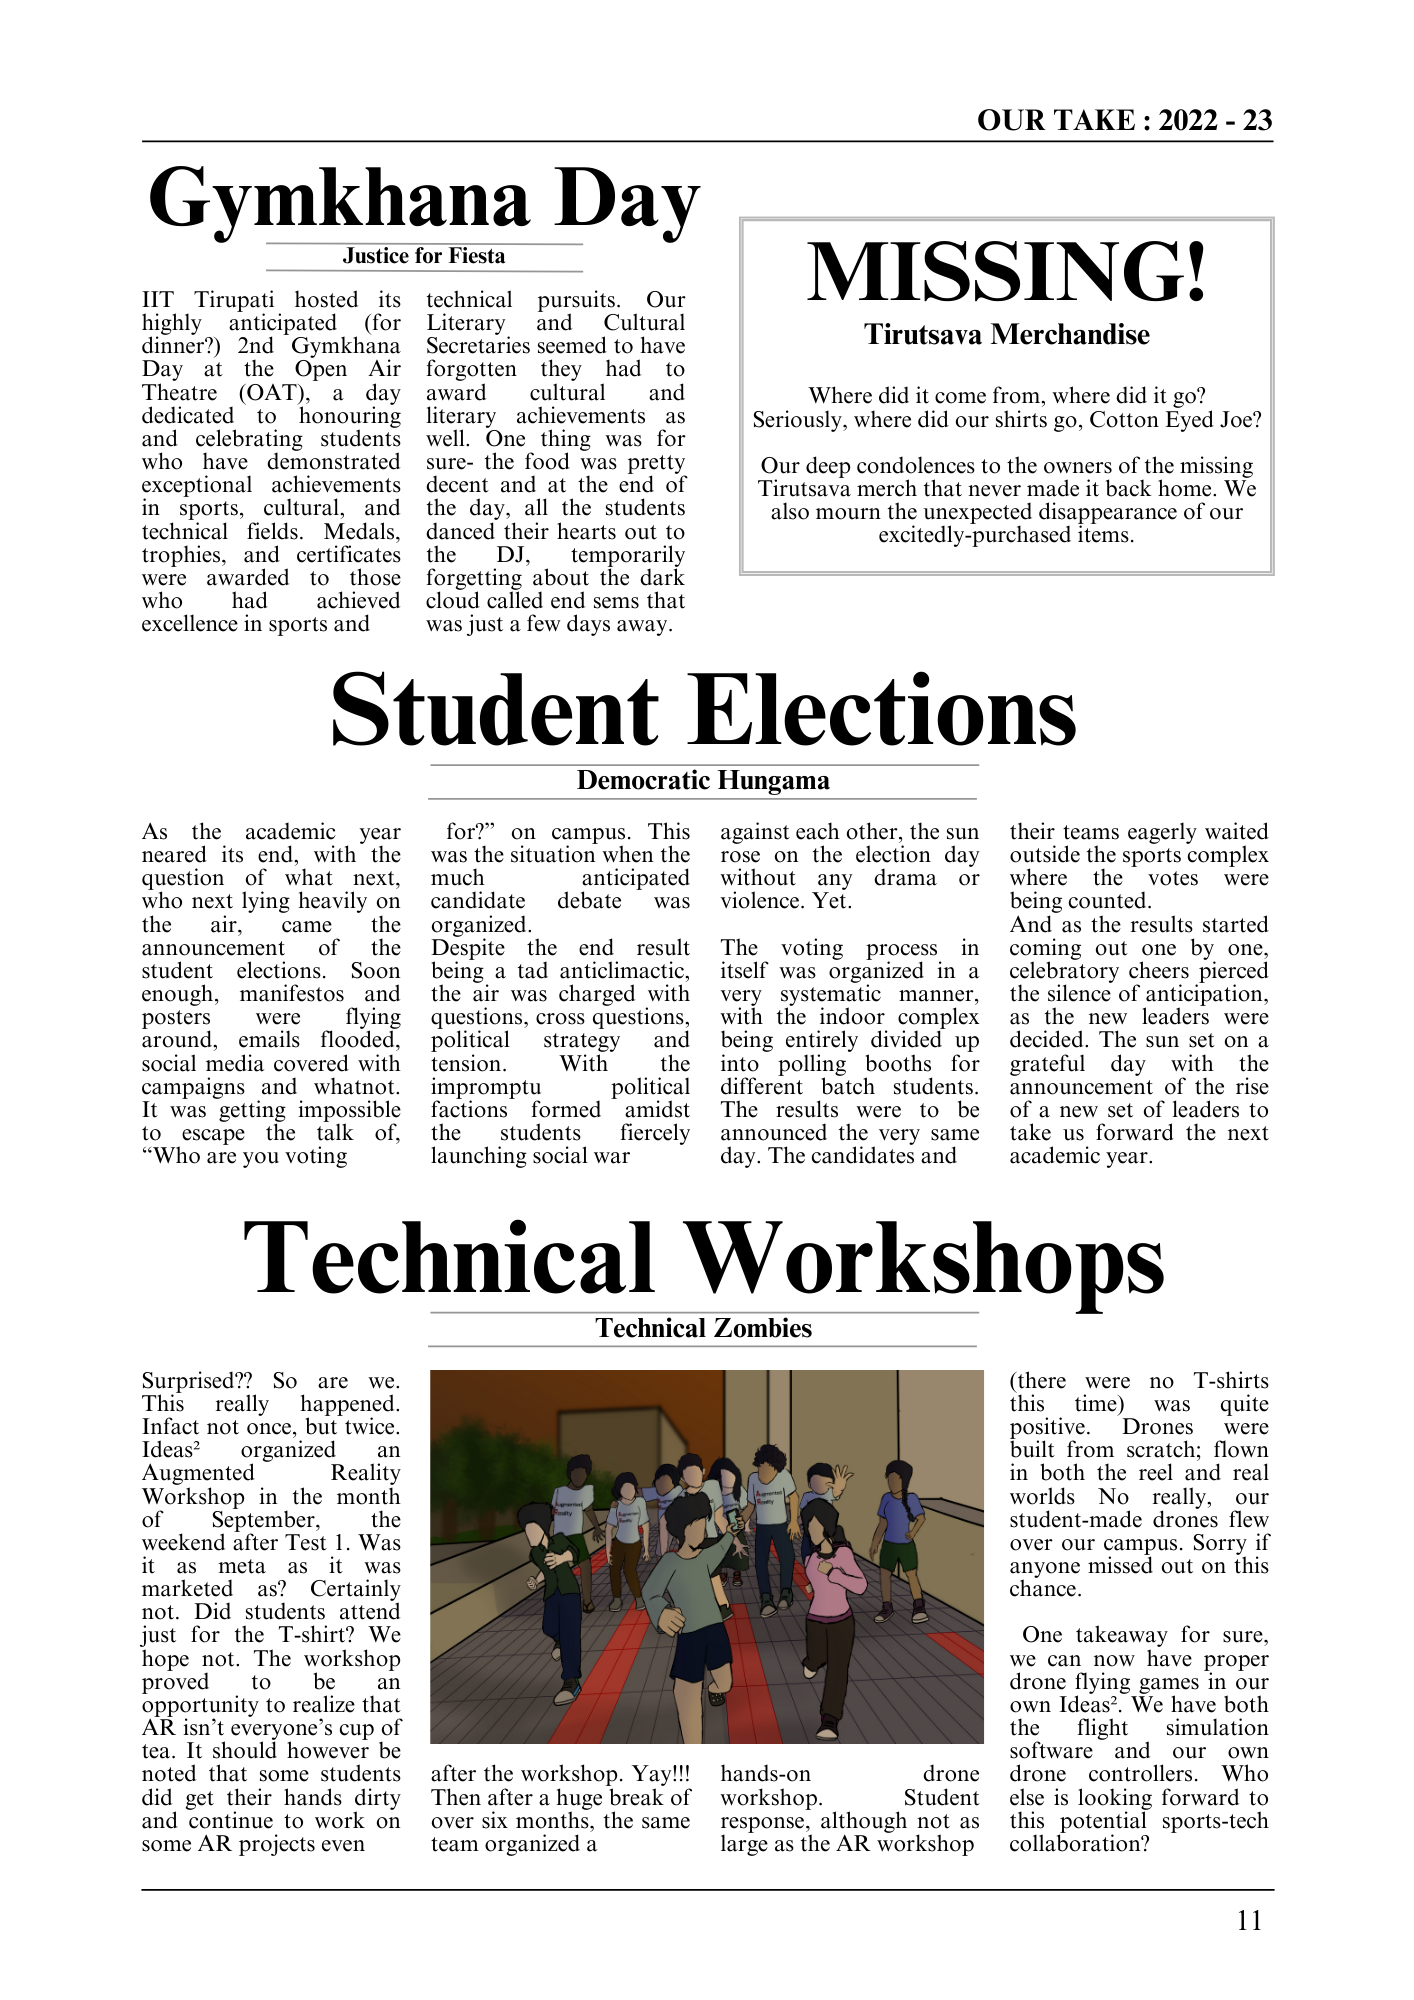 OUR TAKE : 2022 - 23
Gymkhana Day
Justice for Fiesta
IIT Tirupati hosted its
highly anticipated (for
dinner?) 2nd Gymkhana
Day at the Open Air
Theatre (OAT), a day
dedicated to honouring
and celebrating students
who have demonstrated
exceptional achievements
in sports, cultural, and
technical fields. Medals,
trophies, and certificates
were awarded to those
who had achieved
excellence in sports and
technical pursuits. Our
Literary and Cultural
Secretaries seemed to have
forgotten they had to
award cultural and
literary achievements as
well. One thing was for
sure- the food was pretty
decent and at the end of
the day, all the students
danced their hearts out to
the DJ, temporarily
forgetting about the dark
cloud called end sems that
was just a few days away.
MISSING!
Tirutsava Merchandise
Where did it come from, where did it go?
Seriously, where did our shirts go, Cotton Eyed Joe?
Our deep condolences to the owners of the missing
Tirutsava merch that never made it back home. We
also mourn the unexpected disappearance of our
excitedly-purchased items.
Student Elections
Democratic Hungama
As the academic year
neared its end, with the
question of what next,
who next lying heavily on
the air, came the
announcement of the
student elections. Soon
enough, manifestos and
posters were flying
around, emails flooded,
social media covered with
campaigns and whatnot.
It was getting impossible
to escape the talk of,
“Who are you voting
for?” on campus. This
was the situation when the
much anticipated
candidate debate was
organized.
Despite the end result
being a tad anticlimactic,
the air was charged with
questions, cross questions,
political strategy and
tension. With the
impromptu political
factions formed amidst
the students fiercely
launching social war
against each other, the sun
rose on the election day
without any drama or
violence. Yet.
The voting process in
itself was organized in a
very systematic manner,
with the indoor complex
being entirely divided up
into polling booths for
different batch students.
The results were to be
announced the very same
day. The candidates and
their teams eagerly waited
outside the sports complex
where the votes were
being counted.
And as the results started
coming out one by one,
celebratory cheers pierced
the silence of anticipation,
as the new leaders were
decided. The sun set on a
grateful day with the
announcement of the rise
of a new set of leaders to
take us forward the next
academic year.
Technical Workshops
Technical Zombies
Surprised?? So are we.
This really happened.
Infact not once, but twice.
Ideas² organized an
Augmented Reality
Workshop in the month
of September, the
weekend after Test 1. Was
it as meta as it was
marketed as? Certainly
not. Did students attend
just for the T-shirt? We
hope not. The workshop
proved to be an
opportunity to realize that
AR isn’t everyone’s cup of
tea. It should however be
noted that some students
did get their hands dirty
and continue to work on
some AR projects even
Augmented
Reality
Augmented
Reality
Augmented
Reality
after the workshop. Yay!!!
Then after a huge break of
over six months, the same
team organized a
hands-on drone
workshop. Student
response, although not as
large as the AR workshop
(there were no T-shirts
this time) was quite
positive. Drones were
built from scratch; flown
in both the reel and real
worlds No really, our
student-made drones flew
over our campus. Sorry if
anyone missed out on this
chance.
One takeaway for sure,
we can now have proper
drone flying games in our
own Ideas². We have both
the flight simulation
software and our own
drone controllers. Who
else is looking forward to
this potential sports-tech
collaboration?
11